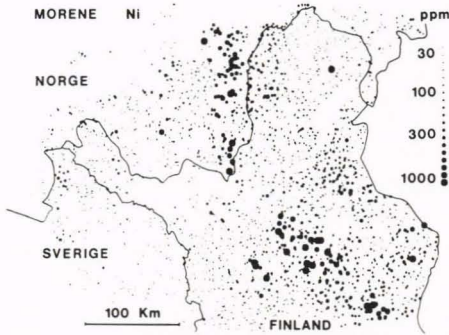 MORENE Ni
ppm
30
NORGE
100
300
1000
SVERIGE
100 Km
FINLAND